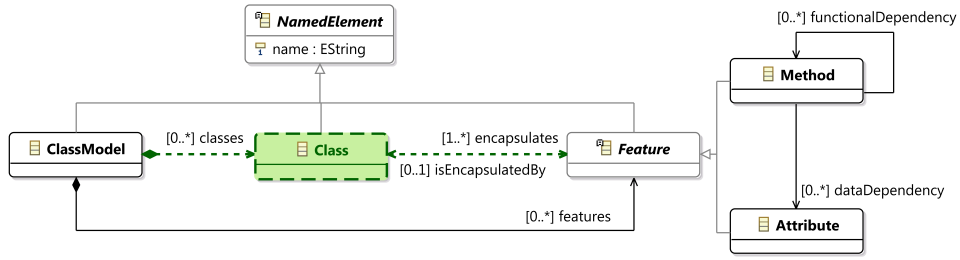 NamedElement
name : EString
[0..*] functionalDependency
Method
[0..*] classes
[1..*] encapsulates
ClassModel
Class
Feature
[0..1] isEncapsulatedBy
[0..*] dataDependency
[0..*] features
Attribute